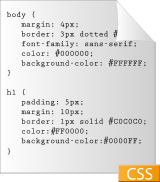 body {
margin: 4px;
border: 3px dotted #
font-family: sans-serif;
color: #000000;
background-color: #FFFFFF;
}
h1 {
padding: 5px;
margin: 10px;
border: 1px solid #C0C0C0;
color:#FF0000;
background-color:#0000FF;
}
CSS